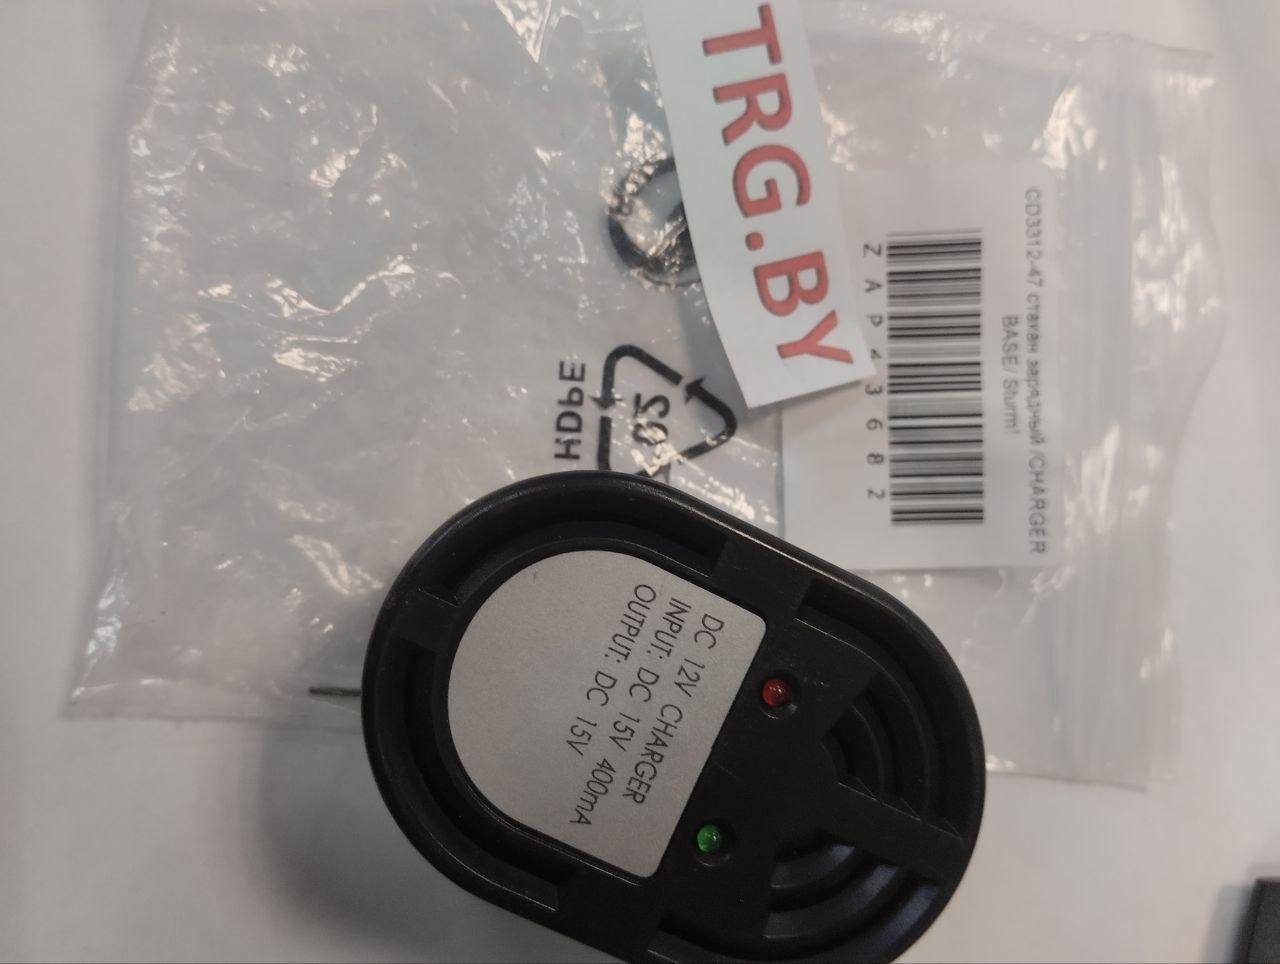 TRG.BY
CD3312-47 стакан зарядный /CHARGER
BASE/ Sturm!
ZAP43682
HDPE
02
DC 12V CHARGER
INPUT: DC 15V 400mA
OUTPUT: DC 15V